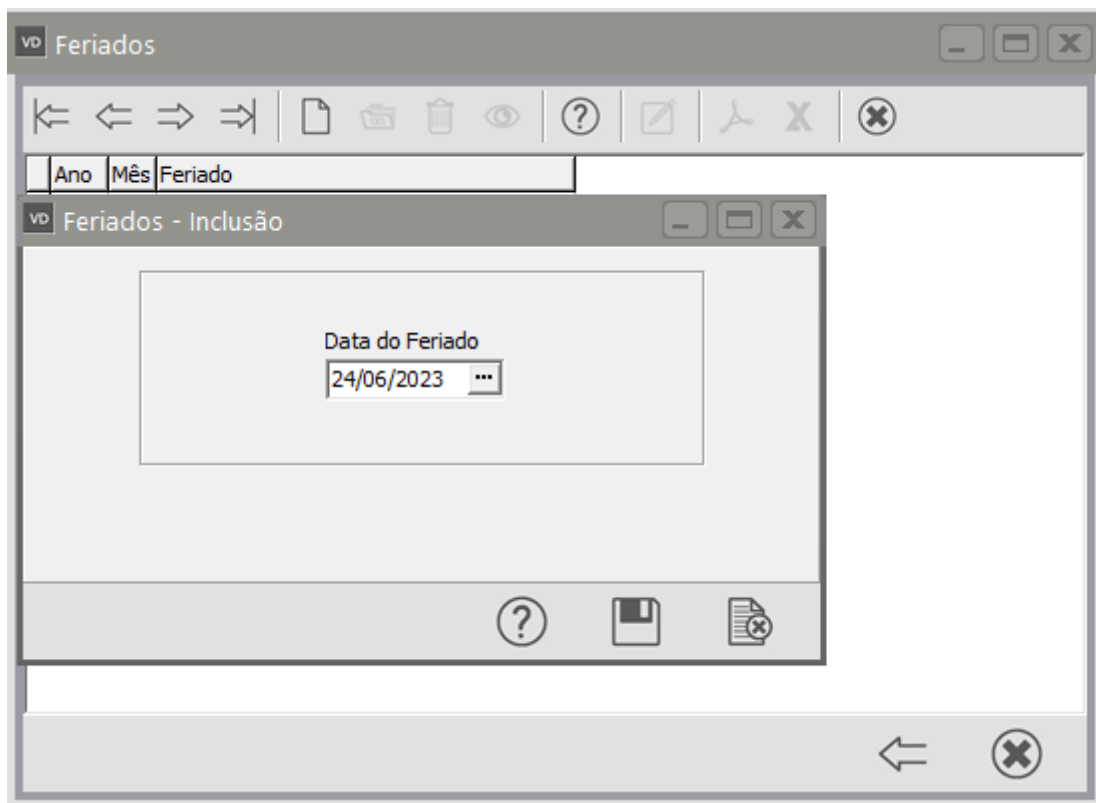 VD Feriados
Ano Mês Feriado
VD Feriados - Inclusão
Data do Feriado
24/06/2023 ...